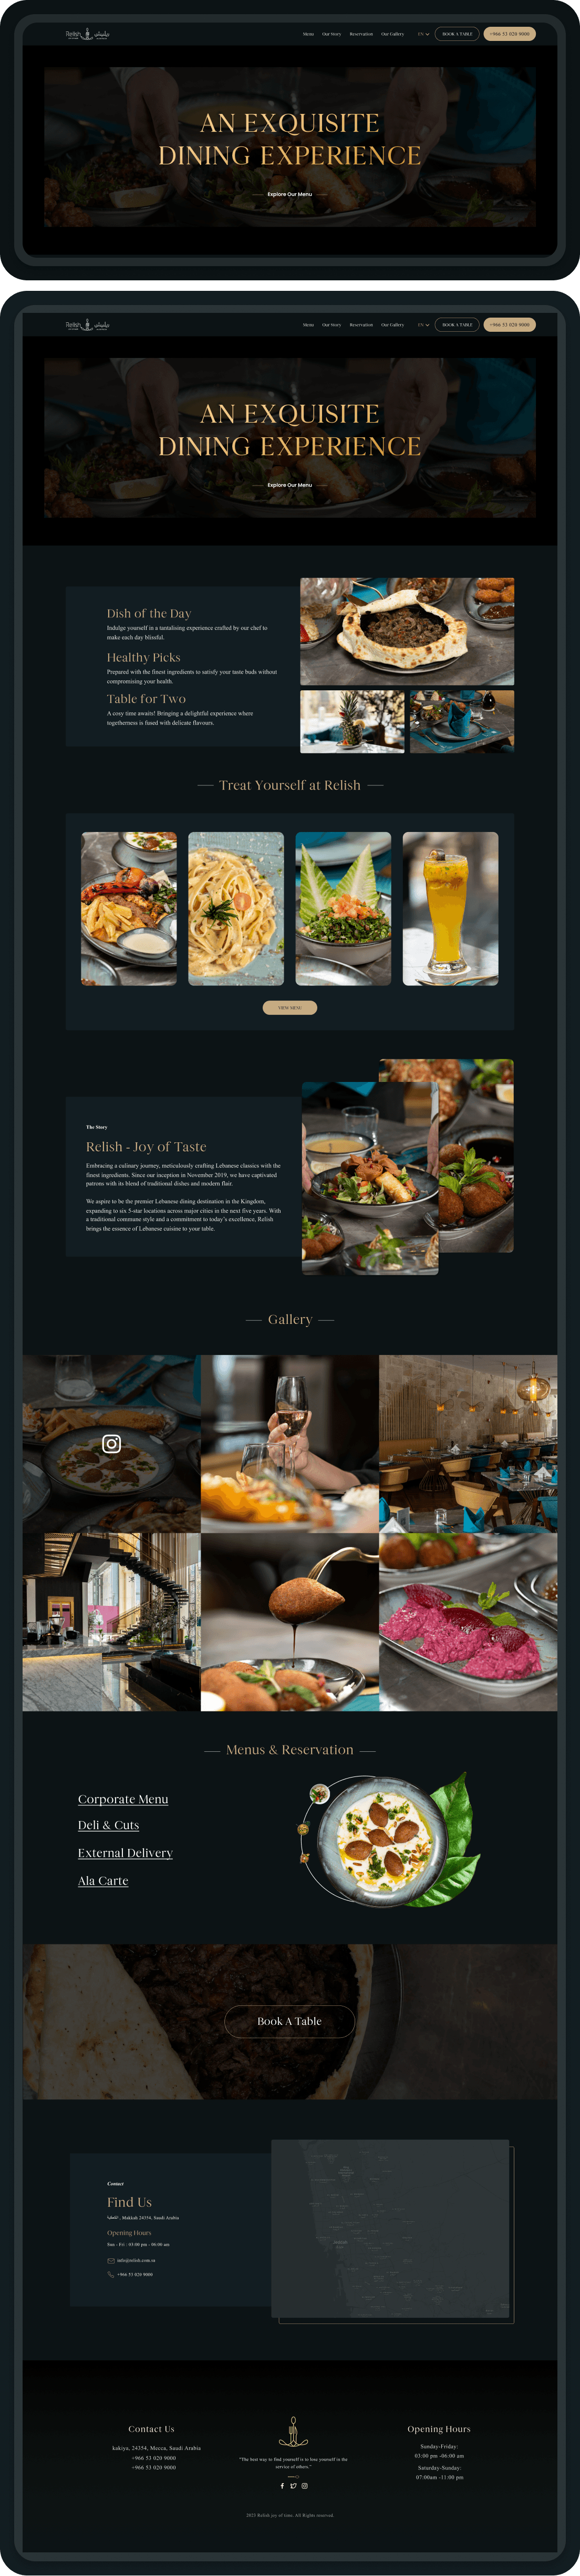 Relish
Menu
Our Story
Reservation
Our Gallery
EN
BOOK A TABLE
+966 53 020 9000
AN EXQUISITE
DINING EXPERIENCE
Explore Our Menu
Relish
Menu
Our Story
Reservation
Our Gallery
EN
BOOK A TABLE
+966 53 020 9000
AN EXQUISITE
DINING EXPERIENCE
Explore Our Menu
Dish of the Day
Indulge yourself in a tantalising experience crafted by our chef to
make each day blissful.
Healthy Picks
Prepared with the finest ingredients to satisfy your taste buds without
compromising your health.
Table for Two
A cosy time awaits! Bringing a delightful experience where
togetherness is fused with delicate flavours.
Treat Yourself at Relish
VIEW MENU
The Story
Relish - Joy of Taste
Embracing a culinary journey, meticulously crafting Lebanese classics with the
finest ingredients. Since our inception in November 2019, we have captivated
patrons with its blend of traditional dishes and modern flair.
We aspire to be the premier Lebanese dining destination in the Kingdom,
expanding to six 5-star locations across major cities in the next five years. With
a traditional commune style and a commitment to today's excellence, Relish
brings the essence of Lebanese cuisine to your table.
Gallery
Menus & Reservation
Corporate Menu
Deli & Cuts
External Delivery
Ala Carte
Book A Table
Contact
Find Us
, Makkah 24354, Saudi Arabia
Opening Hours
Sun - Fri : 03:00 pm - 06:00 am
info@relish.com.sa
+966 53 020 9000
Contact Us
kakiya, 24354, Mecca, Saudi Arabia
+966 53 020 9000
+966 53 020 9000
"The best way to find yourself is to lose yourself in the
service of others."
Opening Hours
Sunday-Friday:
03:00 pm -06:00 am
Saturday-Sunday:
07:00am -11:00 pm
2023 Relish joy of taste. All Rights reserved.